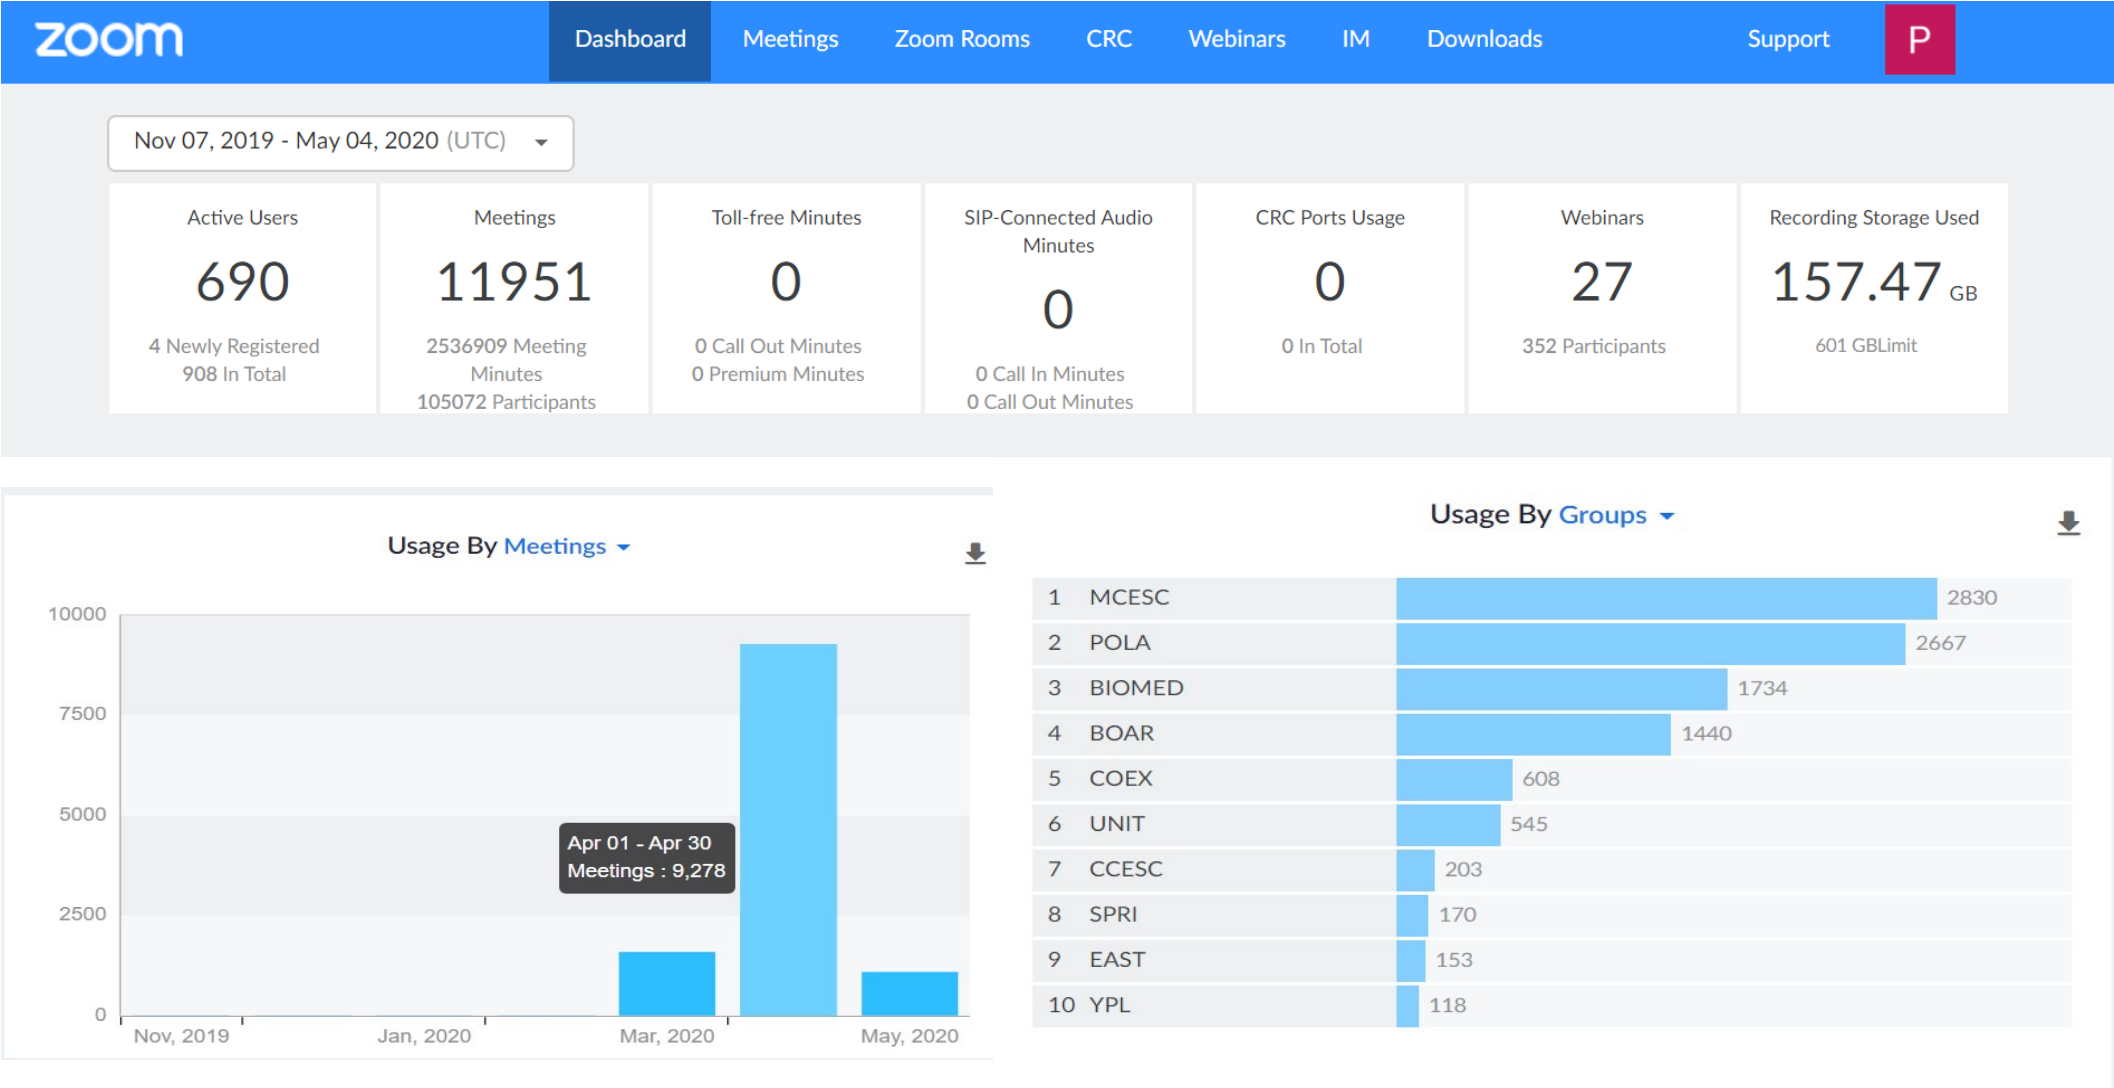 zoom
Dashboard Meetings Zoom Rooms CRC Webinars IM Downloads Support P
Nov 07, 2019 - May 04, 2020 (UTC)
Active Users
690
4 Newly Registered
908 In Total
Meetings
11951
2536909 Meeting
Minutes
105072 Participants
Toll-free Minutes
0
0 Call Out Minutes
0 Premium Minutes
SIP-Connected Audio
Minutes
0
0 Call In Minutes
0 Call Out Minutes
CRC Ports Usage
0
0 In Total
Webinars
27
352 Participants
Recording Storage Used
157.47 GB
601 GBLimit
Usage By Meetings
10000
7500
5000
2500
0
Apr 01 - Apr 30
Meetings : 9,278
Nov, 2019 Jan, 2020 Mar, 2020 May, 2020
Usage By Groups
1 MCESC 2830
2 POLA 2667
3 BIOMED 1734
4 BOAR 1440
5 COEX 608
6 UNIT 545
7 CCESC 203
8 SPRI 170
9 EAST 153
10 YPL 118